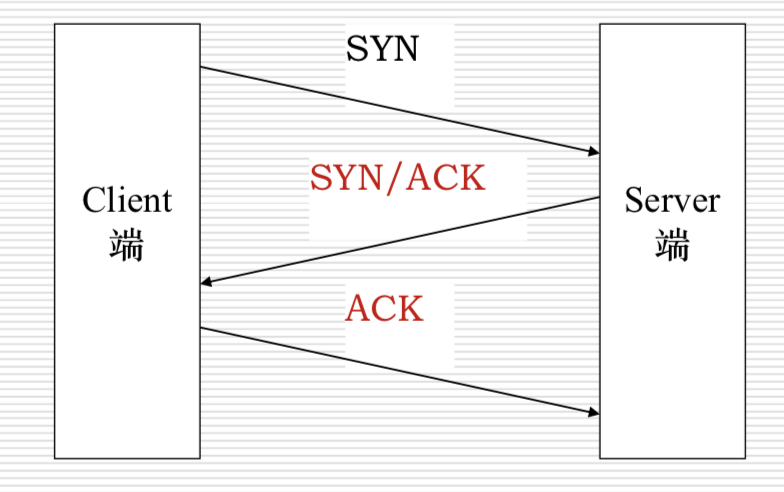 SYN
SYN/ACK
Client
端
Server
端
ACK